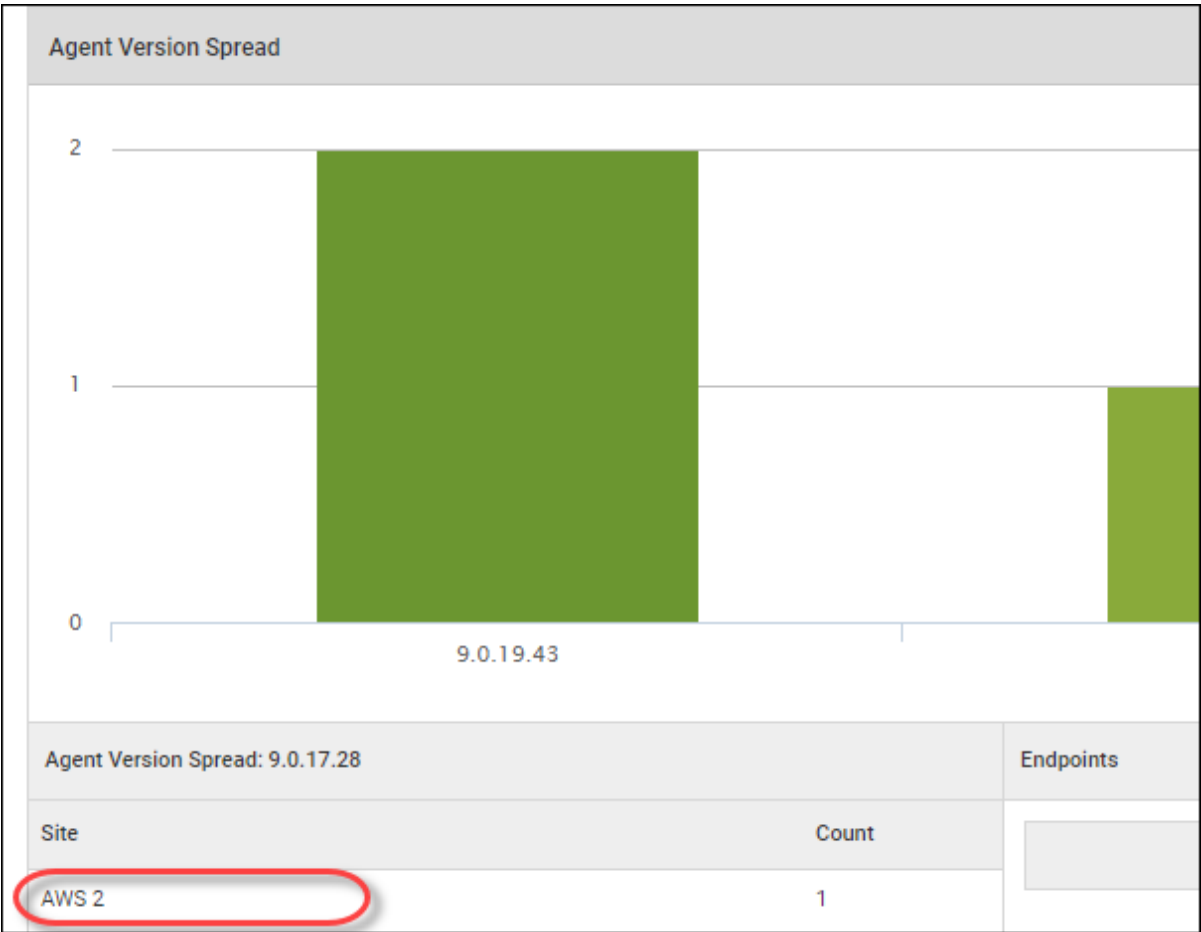 Agent Version Spread
2
1
0
9.0.19.43
Agent Version Spread: 9.0.17.28
Endpoints
Site Count
AWS 2 1